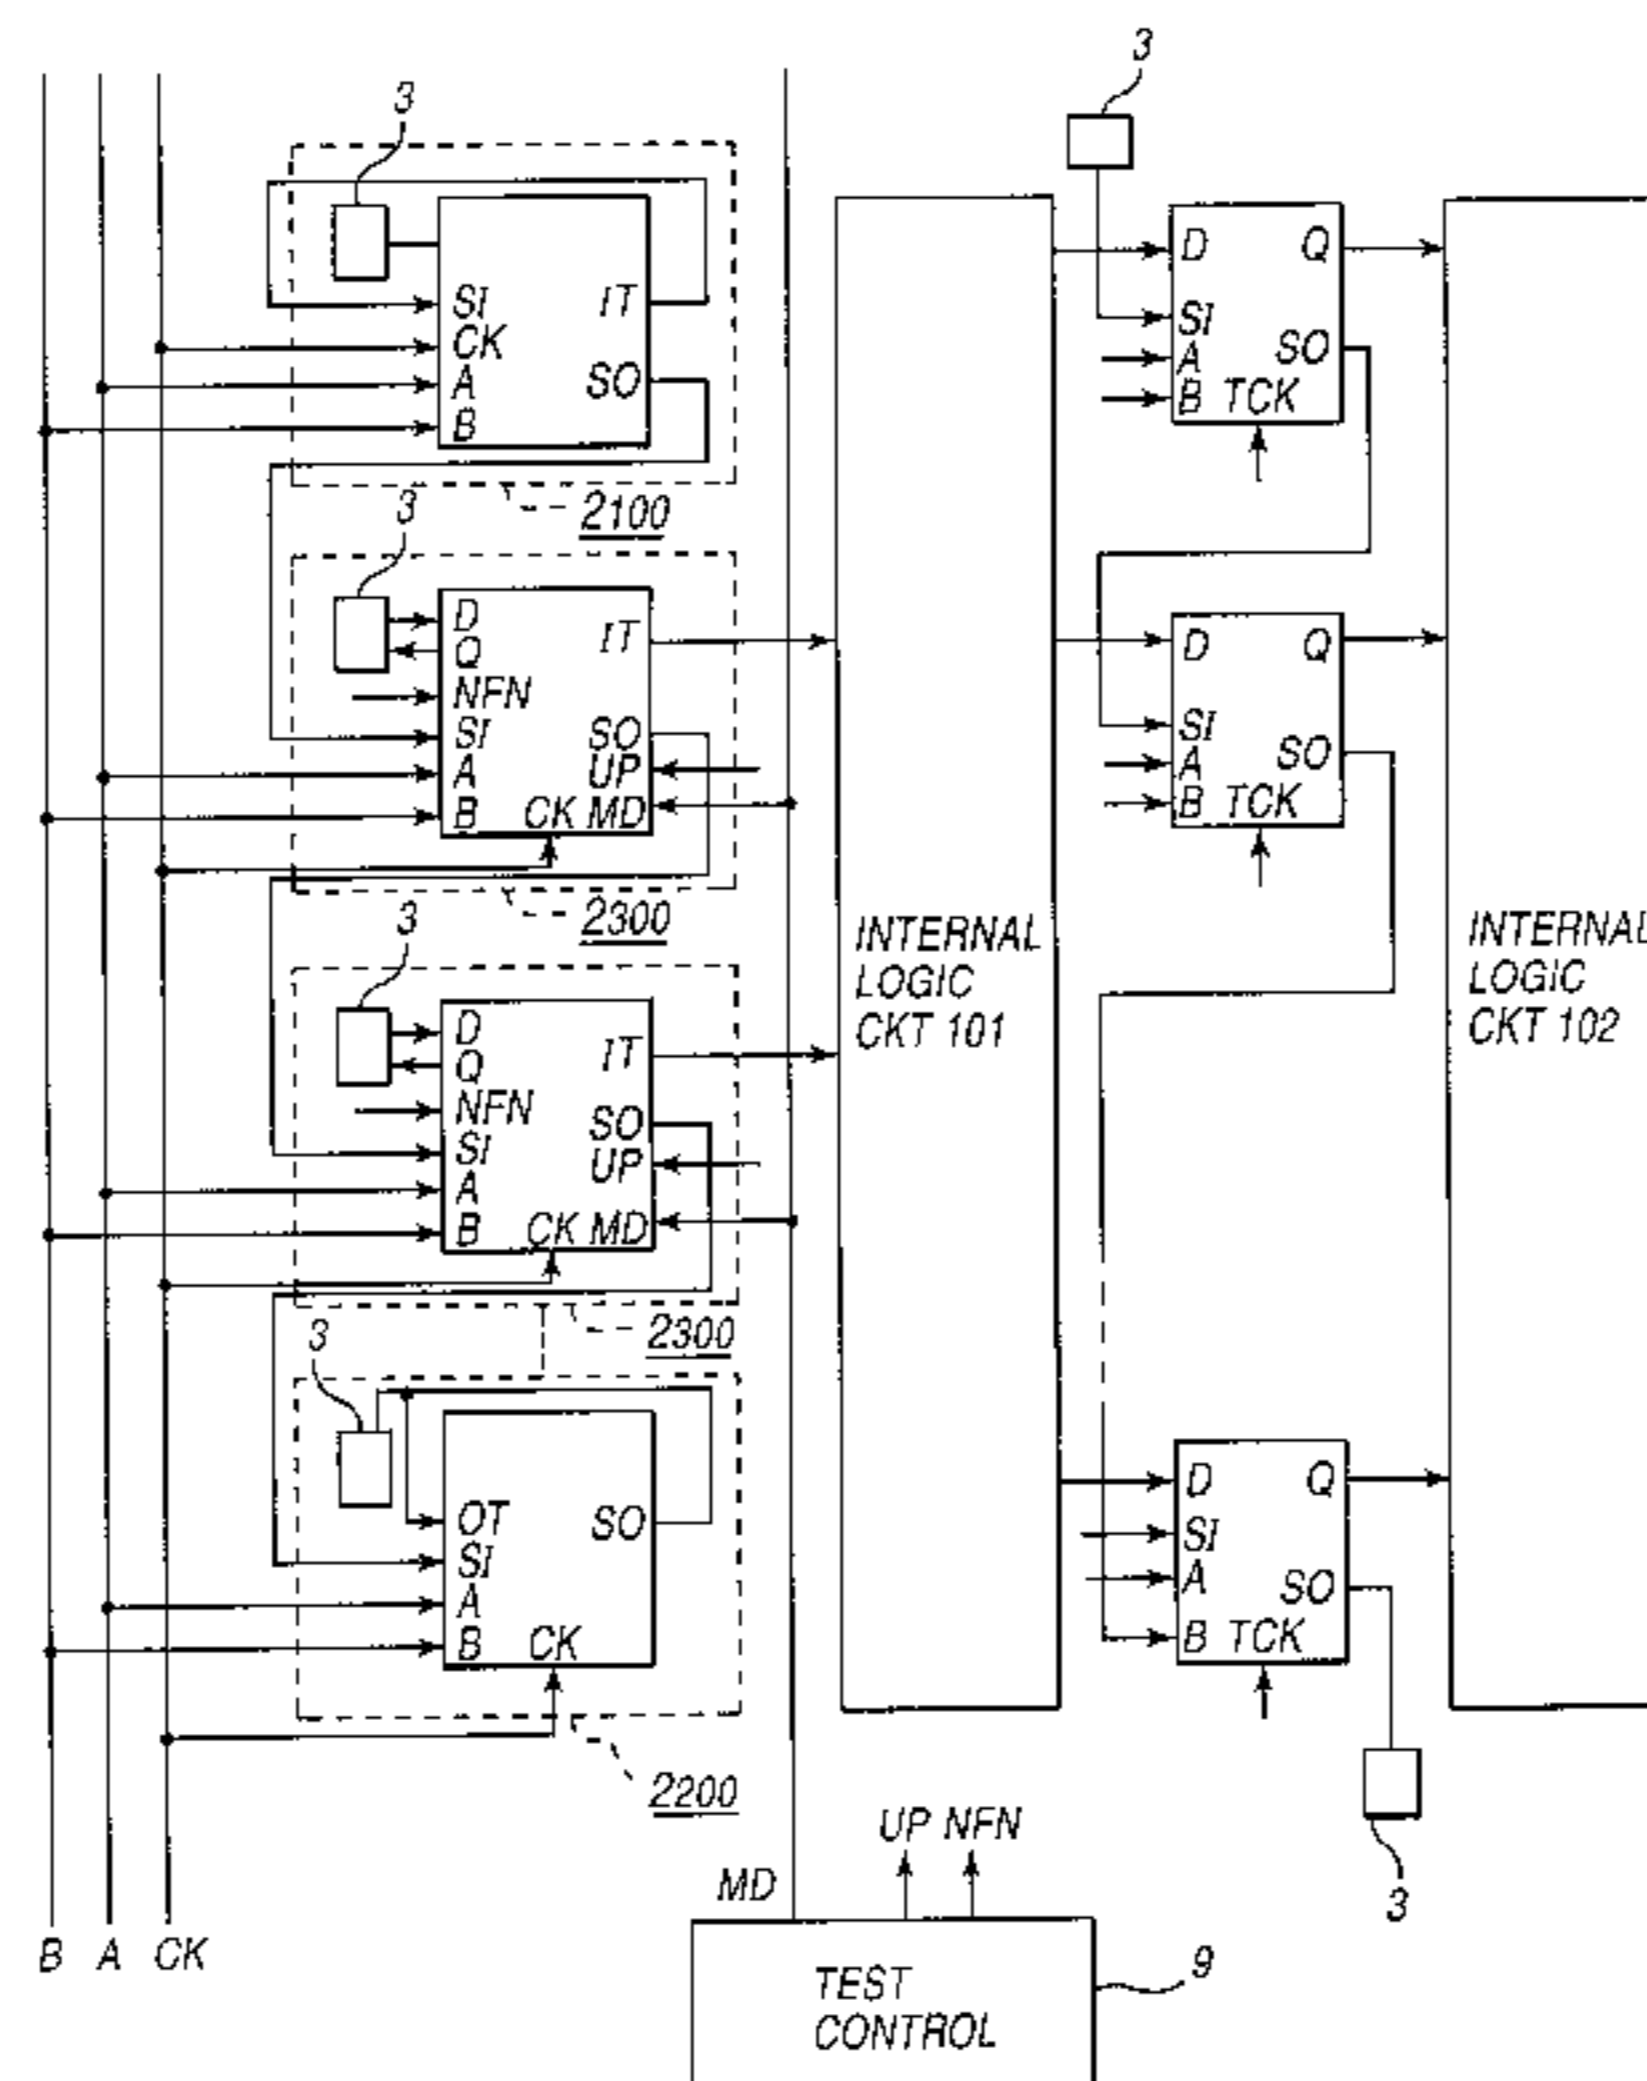 3
SI
CK
A
B
IT
SO
2100
3
D
Q
NFN
SI
A
B
IT
SO
UP
CK MD
2300
3
D
Q
NFN
SI
A
B
IT
SO
UP
CK MD
2300
3
OT
SI
A
B
SO
CK
2200
B A CK
INTERNAL
LOGIC
CKT 101
3
D
SI
A
B
Q
SO
TCK
D
SI
A
B
Q
SO
TCK
D
SI
A
B
Q
SO
TCK
3
INTERNAL
LOGIC
CKT 102
MD
UP NFN
TEST
CONTROL
9